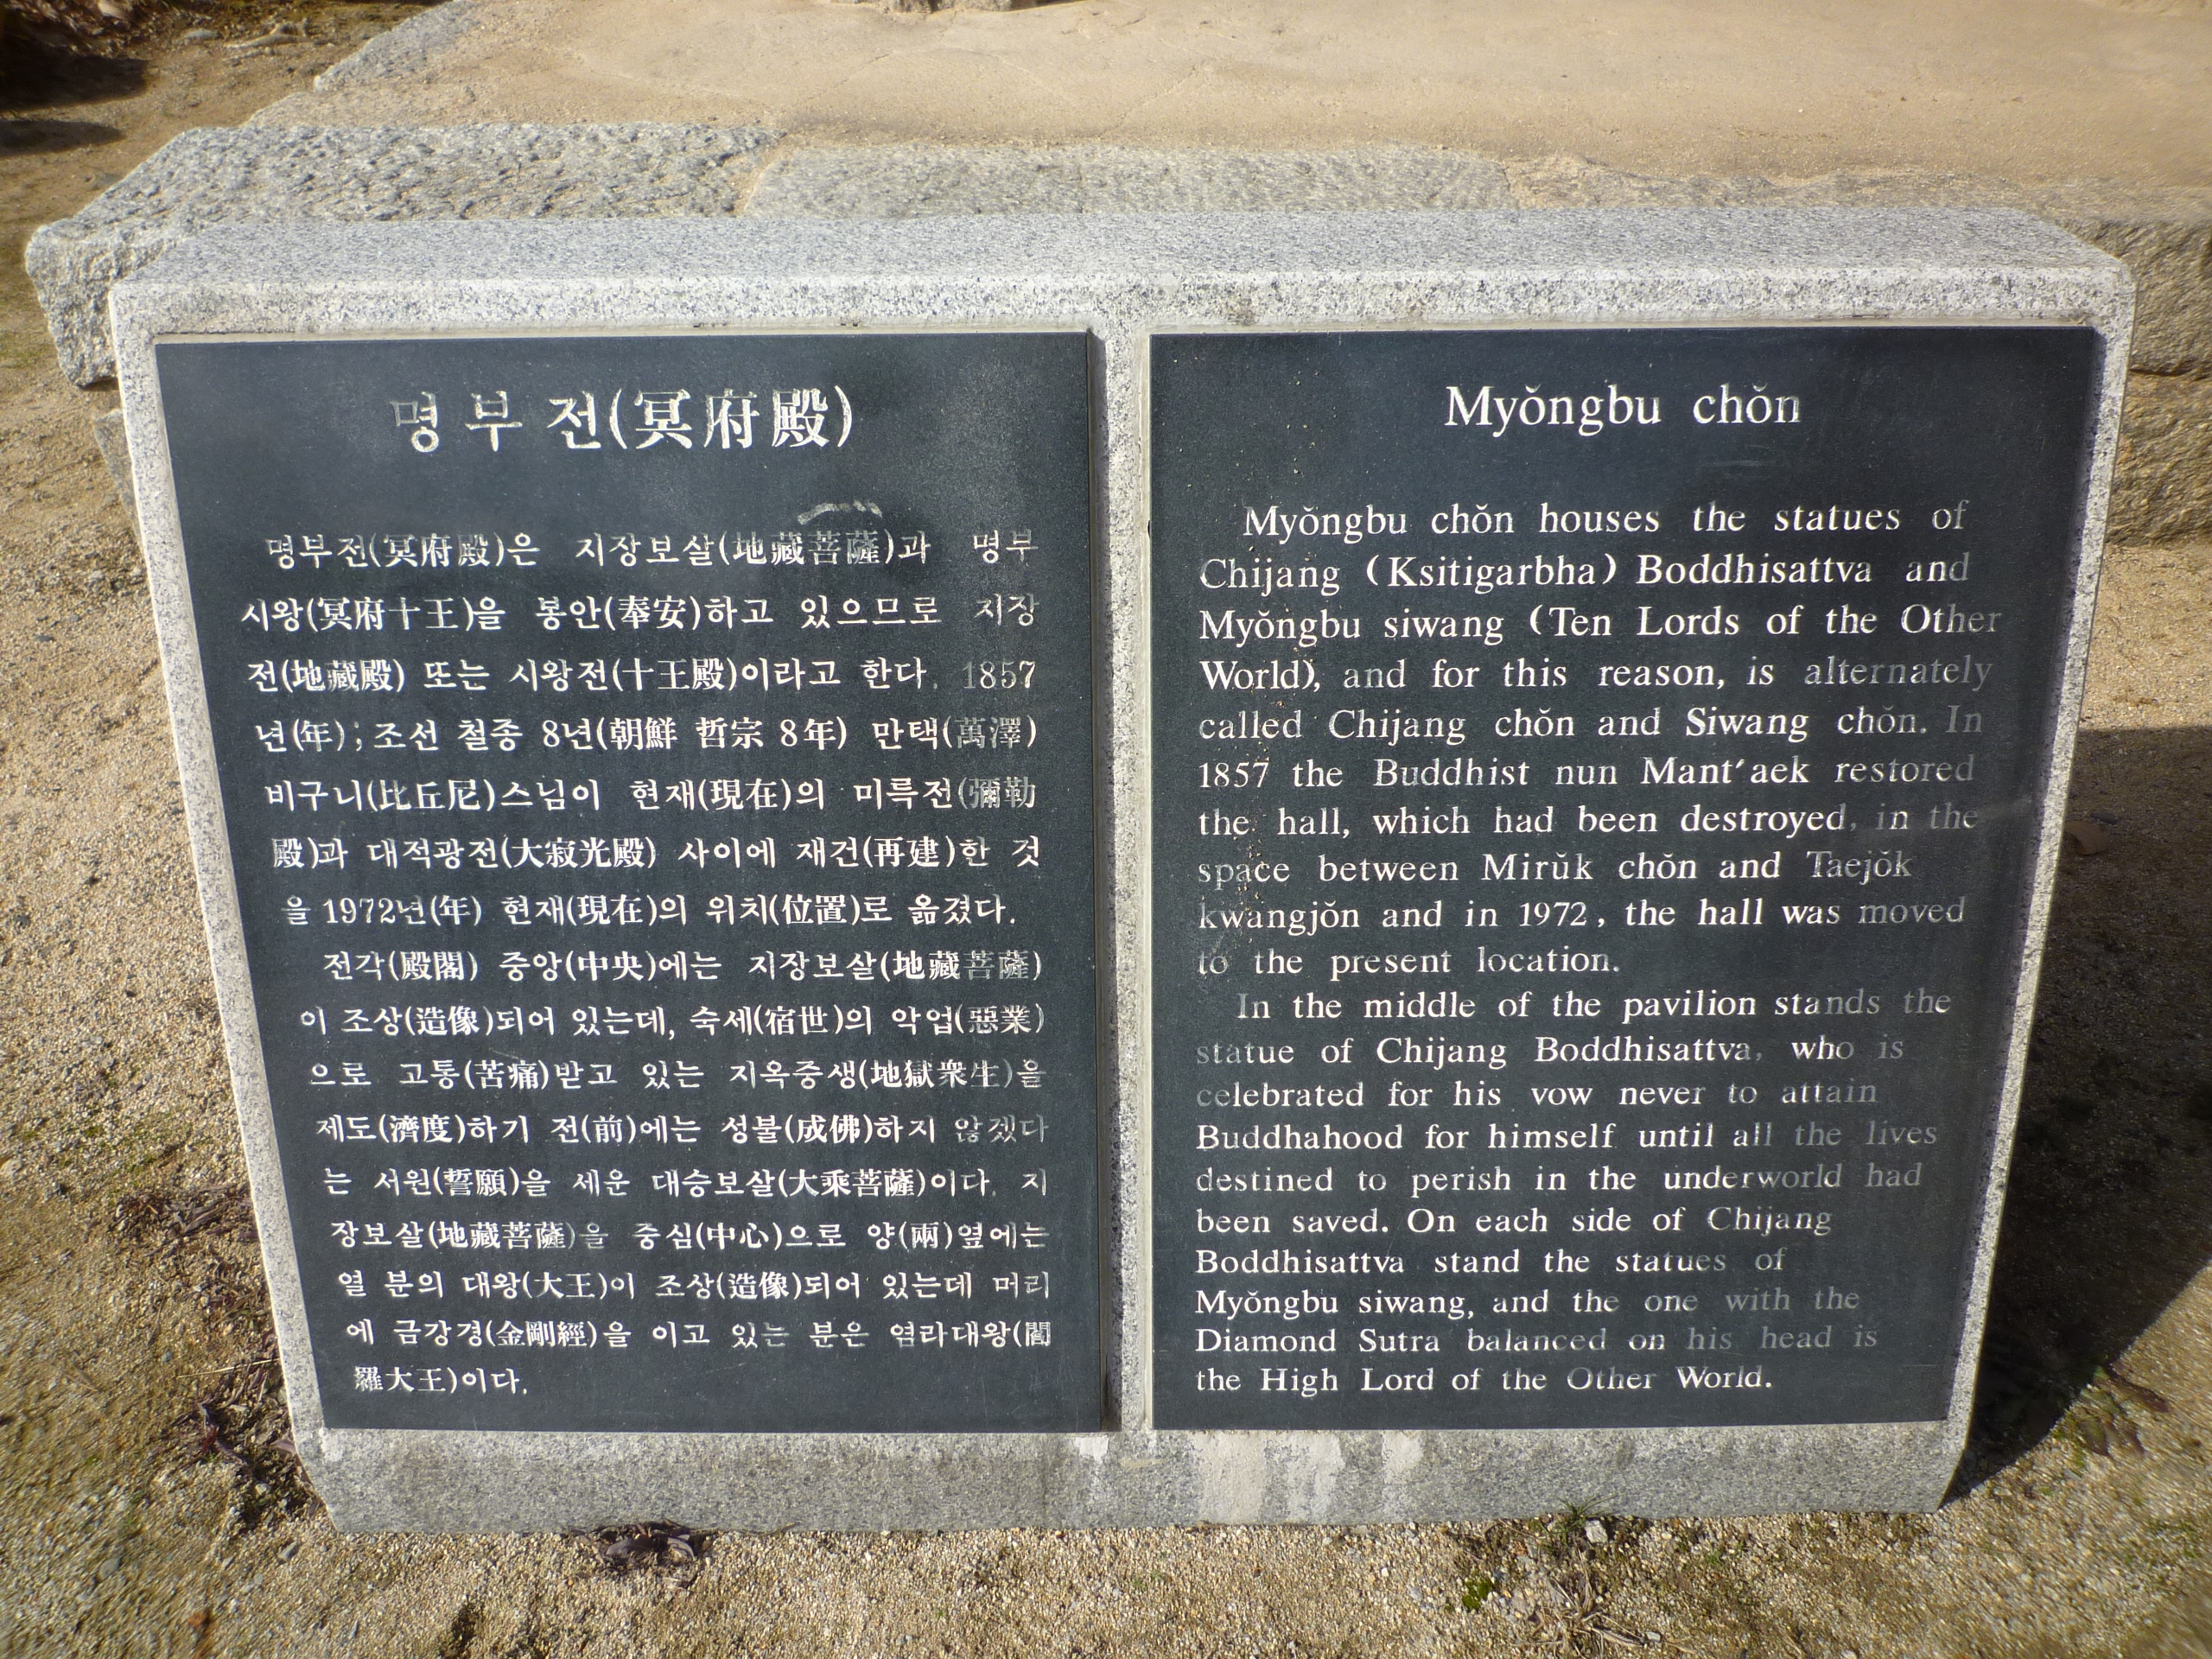 명부전(冥府殿)
명부전(冥府殿)은 지장보살(地藏菩薩)과 명부
시왕(冥府十王)을 봉안(奉安)하고 있으므로 지장
전(地藏殿) 또는 시왕전(十王殿)이라고 한다. 1857
년(年); 조선 철종 8년(朝鮮 哲宗 8年) 만택(萬澤)
비구니(比丘尼)스님이 현재(現在)의 미륵전(彌勒
殿)과 대적광전(大寂光殿) 사이에 재건(再建)한 것
을 1972년(年) 현재(現在)의 위치(位置)로 옮겼다.
전각(殿閣) 중앙(中央)에는 지장보살(地藏菩薩)
이 조상(造像)되어 있는데, 숙세(宿世)의 악업(惡業)
으로 고통(苦痛)받고 있는 지옥중생(地獄衆生)을
제도(濟度)하기 전(前)에는 성불(成佛)하지 않겠다
는 서원(誓願)을 세운 대승보살(大乘菩薩)이다. 지
장보살(地藏菩薩)을 중심(中心)으로 양(兩)옆에는
열 분의 대왕(大王)이 조상(造像)되어 있는데 머리
에 금강경(金剛經)을 이고 있는 분은 염라대왕(閻
羅大王)이다.
Myŏngbu chŏn
Myŏngbu chŏn houses the statues of
Chijang (Ksitigarbha) Boddhisattva and
Myŏngbu siwang (Ten Lords of the Other
World), and for this reason, is alternately
called Chijang chŏn and Siwang chŏn. In
1857 the Buddhist nun Mant'aek restored
the hall, which had been destroyed, in the
space between Mirŭk chŏn and Taejŏk
kwangjŏn and in 1972, the hall was moved
to the present location.
In the middle of the pavilion stands the
statue of Chijang Boddhisattva, who is
celebrated for his vow never to attain
Buddhahood for himself until all the lives
destined to perish in the underworld had
been saved. On each side of Chijang
Boddhisattva stand the statues of
Myŏngbu siwang, and the one with the
Diamond Sutra balanced on his head is
the High Lord of the Other World.